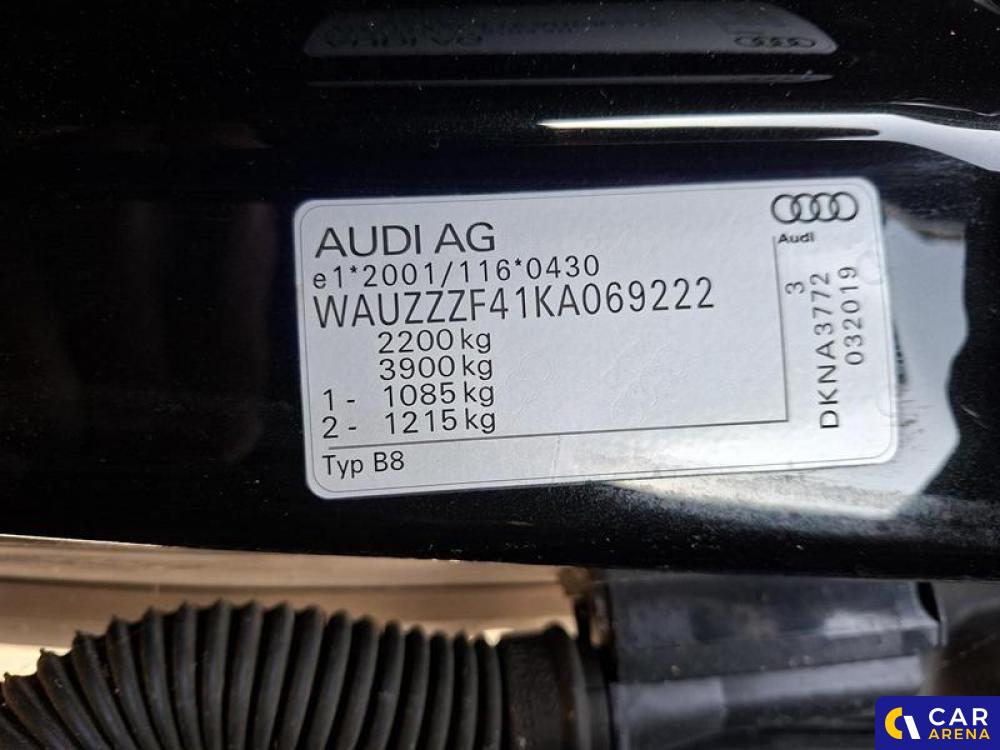 AUDI AG
e1*2001/116*0430
WAUZZZF41KA069222
2200 kg
3900 kg
1 - 1085 kg
2 - 1215 kg
Typ B8
Audi
3
DKNA3772
032019
CAR
ARENA